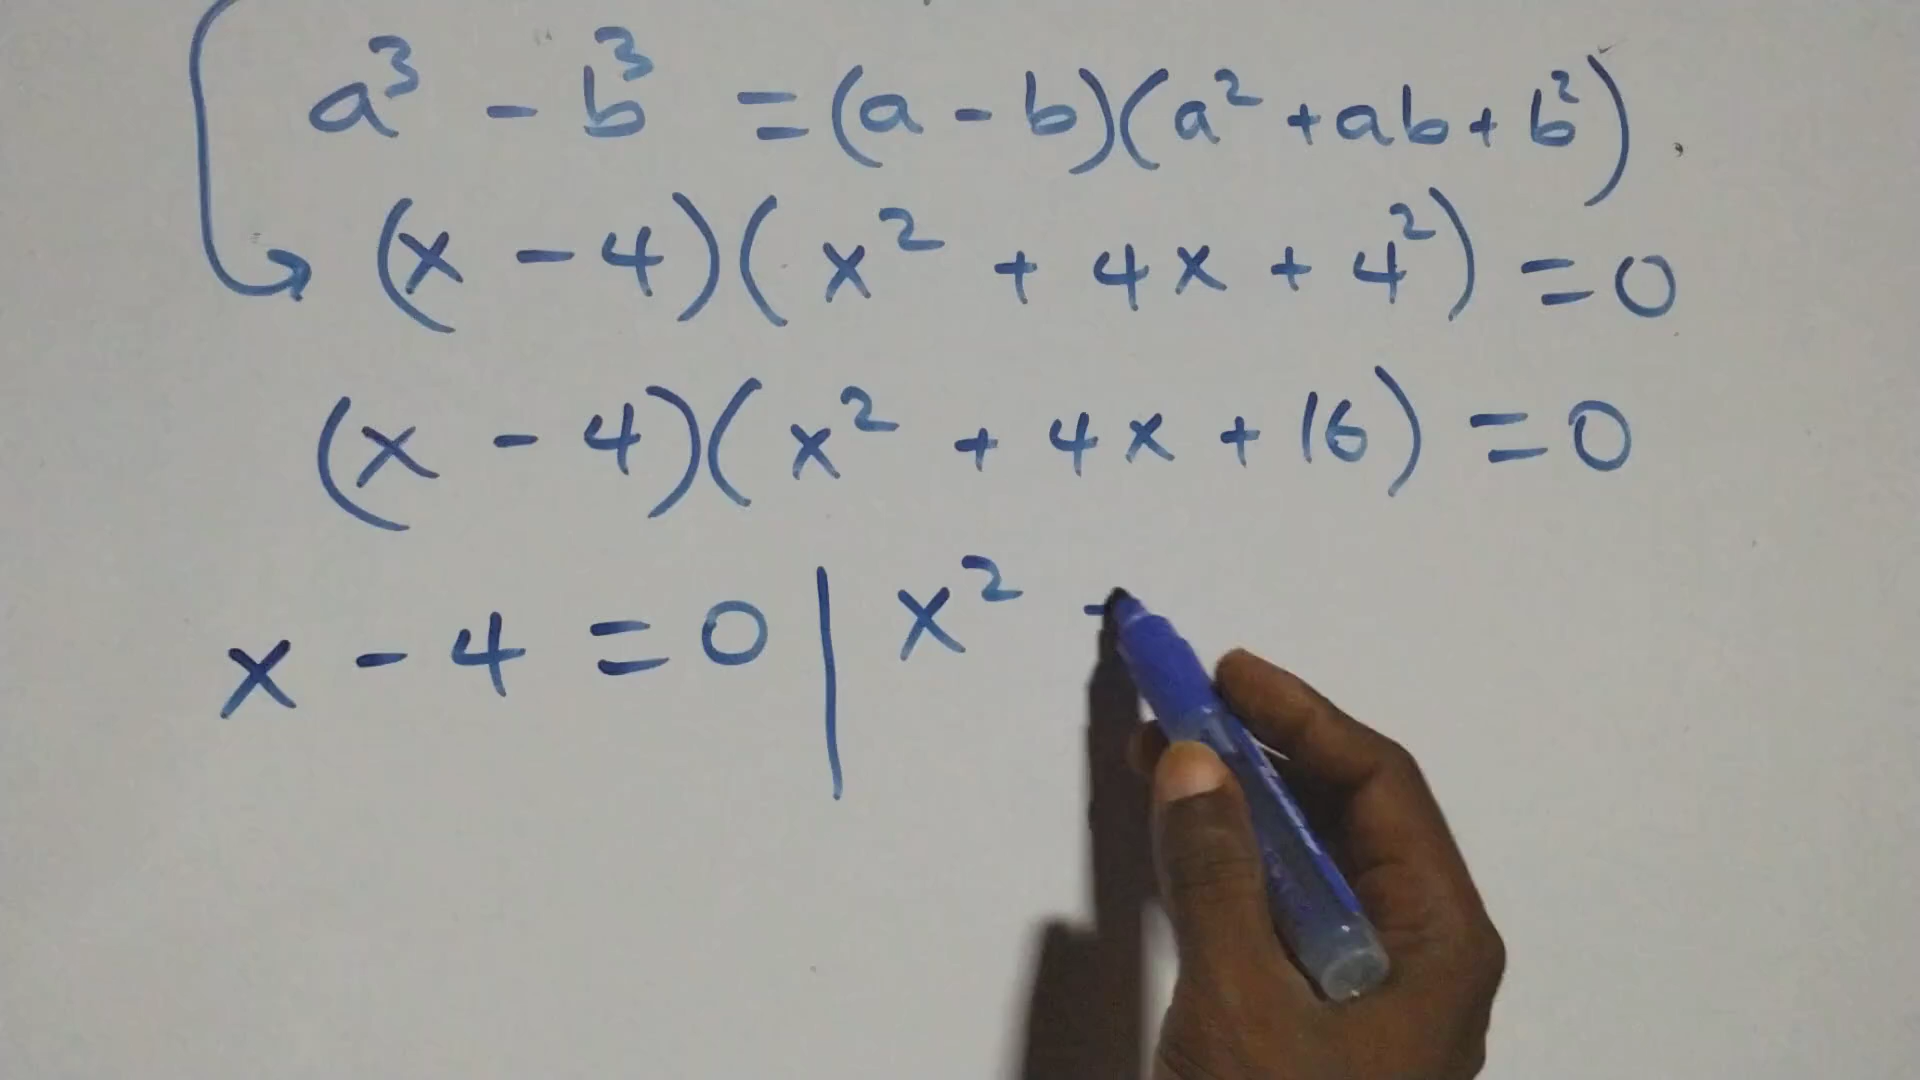 a³ - b³ = (a - b)(a² + ab + b²)
(x - 4)(x² + 4x + 4²) = 0
(x - 4)(x² + 4x + 16) = 0
x - 4 = 0 | x² -